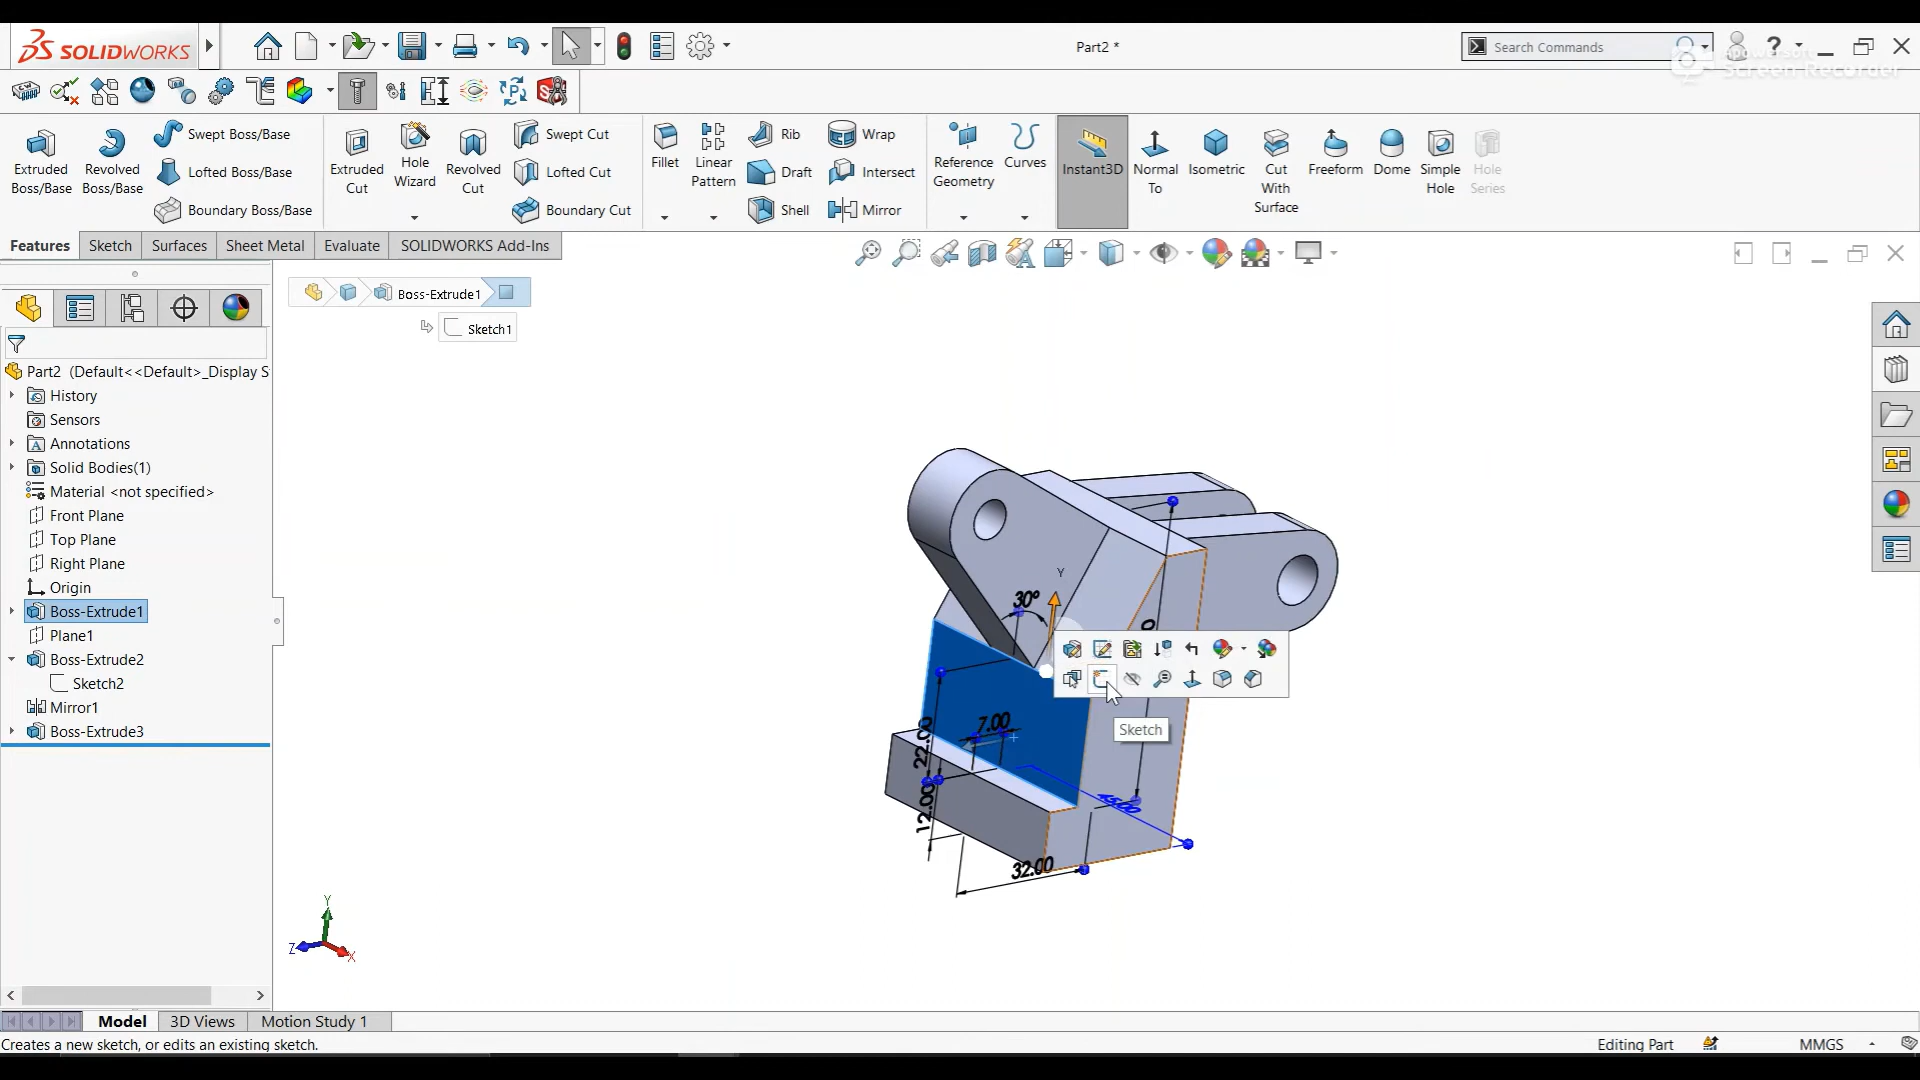 SOLIDWORKS
Part2 *
Search Commands
Screen Recorder
Extruded Boss/Base
Revolved Boss/Base
Swept Boss/Base
Lofted Boss/Base
Boundary Boss/Base
Extruded Cut
Hole Wizard
Revolved Cut
Swept Cut
Lofted Cut
Boundary Cut
Fillet
Linear Pattern
Rib
Draft
Shell
Wrap
Intersect
Mirror
Reference Geometry
Curves
Instant3D
Normal To
Isometric
Cut With Surface
Freeform
Dome
Simple Hole
Hole Series
Features
Sketch
Surfaces
Sheet Metal
Evaluate
SOLIDWORKS Add-Ins
Boss-Extrude1
Sketch1
Part2 (Default<<Default>_Display S
History
Sensors
Annotations
Solid Bodies(1)
Material <not specified>
Front Plane
Top Plane
Right Plane
Origin
Boss-Extrude1
Plane1
Boss-Extrude2
Sketch2
Mirror1
Boss-Extrude3
Y
30°
7.00
22.00
12.00
45.00
32.00
Sketch
Y
Z
X
Model
3D Views
Motion Study 1
Creates a new sketch, or edits an existing sketch.
Editing Part
MMGS